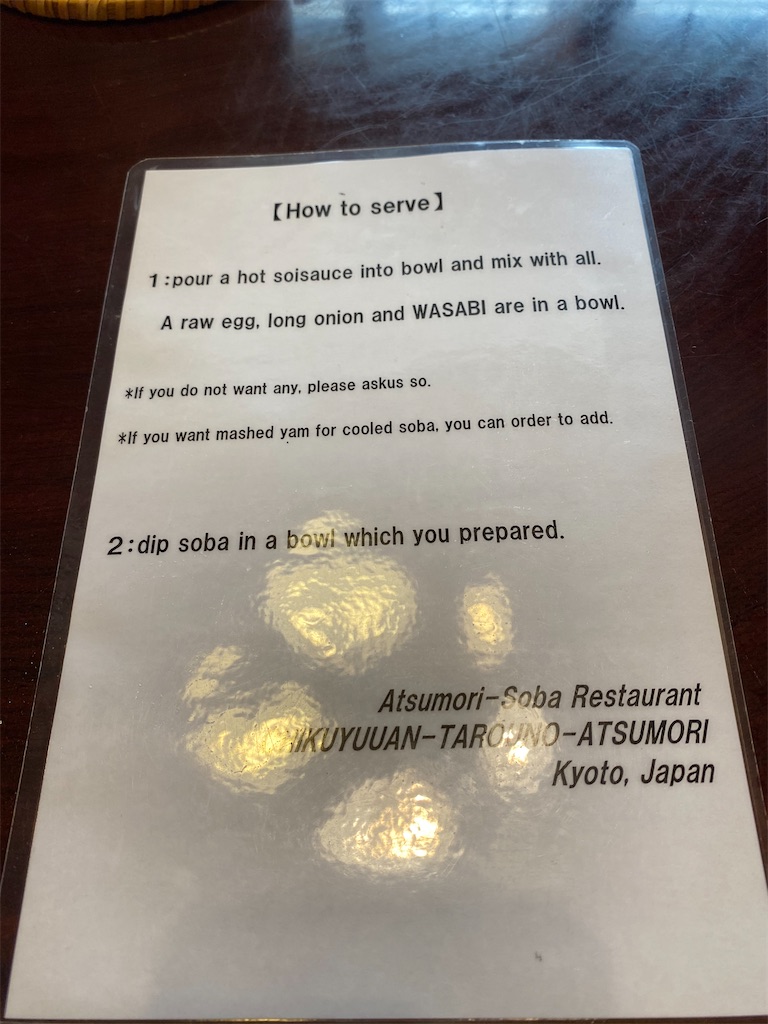 【How to serve】
1:pour a hot soisauce into bowl and mix with all.
A raw egg, long onion and WASABI are in a bowl.
*If you do not want any, please askus so.
*If you want mashed yam for cooled soba, you can order to add.
2:dip soba in a bowl which you prepared.
Atsumori-Soba Restaurant
Kyoto, Japan